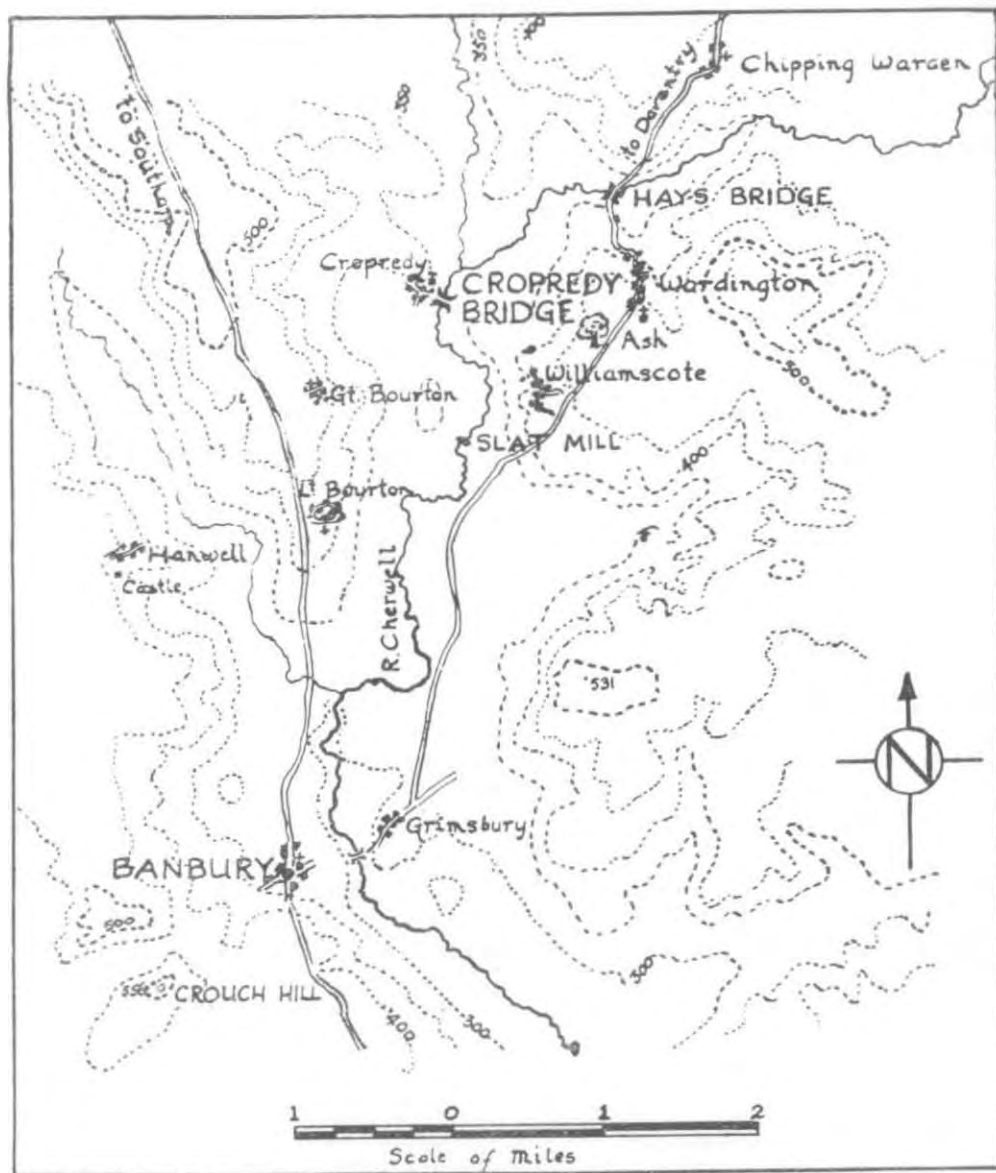 400
350
350
Chipping Warden
to Daventry
to Southam
HAYS BRIDGE
500
Cropredy
CROPREDY
BRIDGE
Wardington
Ash
Williamscote
500
Gt. Bourton
SLAT MILL
400
Lt. Bourton
Hanwell
Castle
R. Cherwell
531
N
Grimsbury
BANBURY
500
300
CROUCH HILL
400
300
1 0 1 2
Scale of Miles